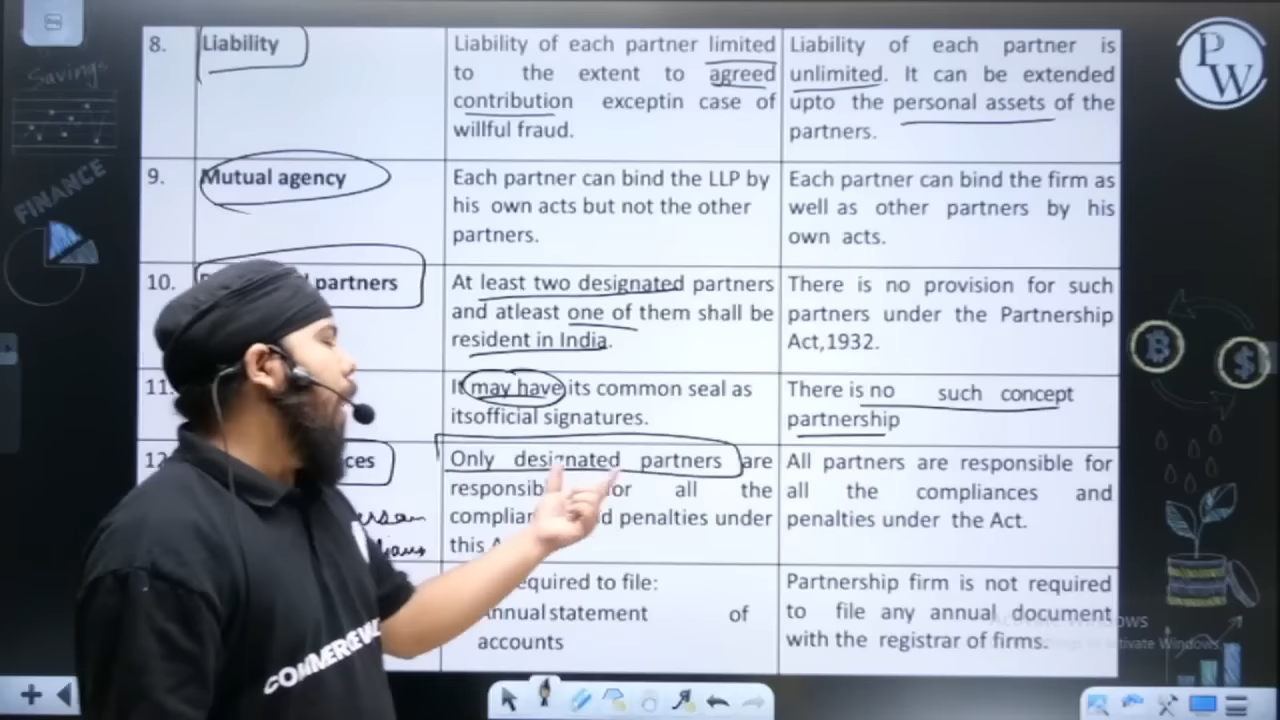 Savings
FINANCE
P
W
8.
Liability
Liability of each partner limited
to the extent to agreed
contribution exceptin case of
willful fraud.
Liability of each partner is
unlimited. It can be extended
upto the personal assets of the
partners.
9.
Mutual agency
Each partner can bind the LLP by
his own acts but not the other
partners.
Each partner can bind the firm as
well as other partners by his
own acts.
10.
partners
At least two designated partners
and atleast one of them shall be
resident in India.
There is no provision for such
partners under the Partnership
Act,1932.
11.
It may have its common seal as
itsofficial signatures.
There is no such concept
partnership
12
ces
Only designated partners are
for all the
penalties under
this
All partners are responsible for
all the compliances and
penalties under the Act.
equired to file:
Annual statement of
accounts
Partnership firm is not required
to file any annual document
with the registrar of firms.